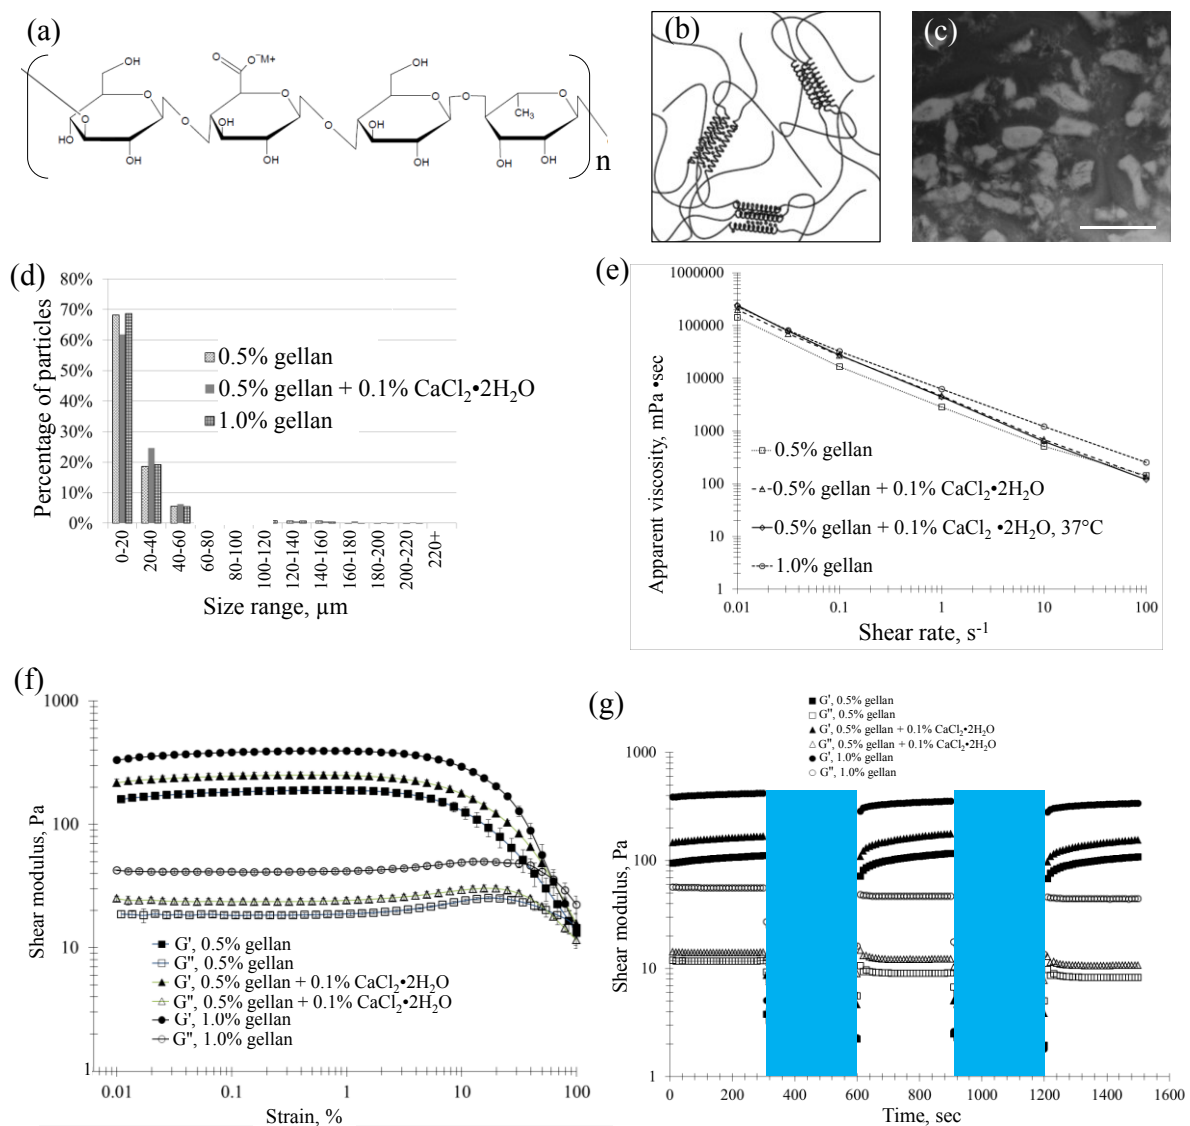 (a)
OH
O
O⁻M+
OH
O
O
O
OH
HO
OH
O
OH
OH
O
O
HO
OH
O
CH₃
O
OH
OH
n
(b)
(c)
(d)
80%
70%
60%
50%
40%
30%
20%
10%
0%
Percentage of particles
0.5% gellan
0.5% gellan + 0.1% CaCl₂•2H₂O
1.0% gellan
0-20
20-40
40-60
60-80
80-100
100-120
120-140
140-160
160-180
180-200
200-220
220+
Size range, µm
(e)
1000000
100000
10000
1000
100
10
1
Apparent viscosity, mPa •sec
0.5% gellan
0.5% gellan + 0.1% CaCl₂•2H₂O
0.5% gellan + 0.1% CaCl₂ •2H₂O, 37°C
1.0% gellan
0.01 0.1 1 10 100
Shear rate, s⁻¹
(f)
1000
100
10
1
Shear modulus, Pa
G', 0.5% gellan
G", 0.5% gellan
G', 0.5% gellan + 0.1% CaCl₂•2H₂O
G", 0.5% gellan + 0.1% CaCl₂•2H₂O
G', 1.0% gellan
G", 1.0% gellan
0.01 0.1 1 10 100
Strain, %
(g)
G', 0.5% gellan
G", 0.5% gellan
G', 0.5% gellan + 0.1% CaCl₂•2H₂O
G", 0.5% gellan + 0.1% CaCl₂•2H₂O
G', 1.0% gellan
G", 1.0% gellan
1000
100
10
1
Shear modulus, Pa
0 200 400 600 800 1000 1200 1400 1600
Time, sec